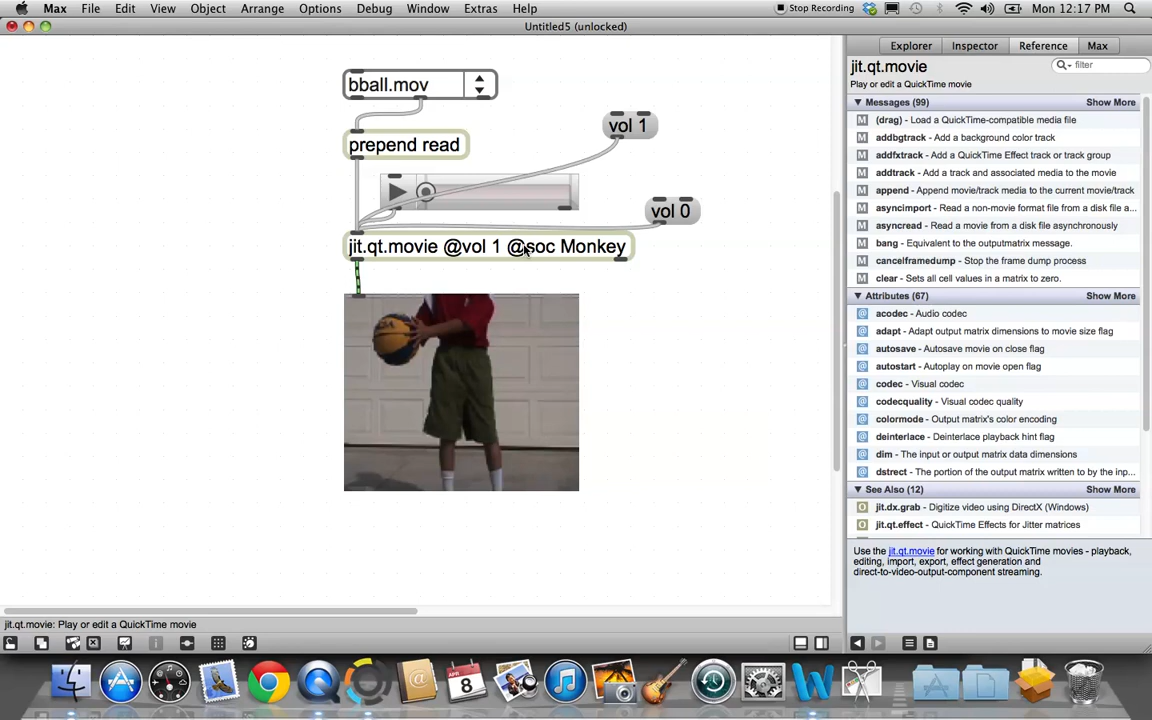 Max File Edit View Object Arrange Options Debug Window Extras Help
Stop Recording Mon 12:17 PM
Untitled5 (unlocked)
bball.mov
vol 1
prepend read
vol 0
jit.qt.movie @vol 1 @soc Monkey
Explorer Inspector Reference Max
jit.qt.movie
filter
Play or edit a QuickTime movie
Messages (99) Show More
M (drag) - Load a QuickTime-compatible media file
M addbgtrack - Add a background color track
M addfxtrack - Add a QuickTime Effect track or track group
M addtrack - Add a track and associated media to the movie
M append - Append movie/track media to the current movie/track
M asyncimport - Read a non-movie format file from a disk file a...
M asyncread - Read a movie from a disk file asynchronously
M bang - Equivalent to the outputmatrix message.
M cancelframedump - Stop the frame dump process
M clear - Sets all cell values in a matrix to zero.
Attributes (67) Show More
@ acodec - Audio codec
@ adapt - Adapt output matrix dimensions to movie size flag
@ autosave - Autosave movie on close flag
@ autostart - Autoplay on movie open flag
@ codec - Visual codec
@ codecquality - Visual codec quality
@ colormode - Output matrix's color encoding
@ deinterlace - Deinterlace playback hint flag
@ dim - The input or output matrix data dimensions
@ dstrect - The portion of the output matrix written to by the inp...
See Also (12) Show More
O jit.dx.grab - Digitize video using DirectX (Windows)
O jit.qt.effect - QuickTime Effects for Jitter matrices
Use the jit.qt.movie for working with QuickTime movies - playback,
editing, import, export, effect generation and
direct-to-video-output-component streaming.
jit.qt.movie: Play or edit a QuickTime movie
APR
8